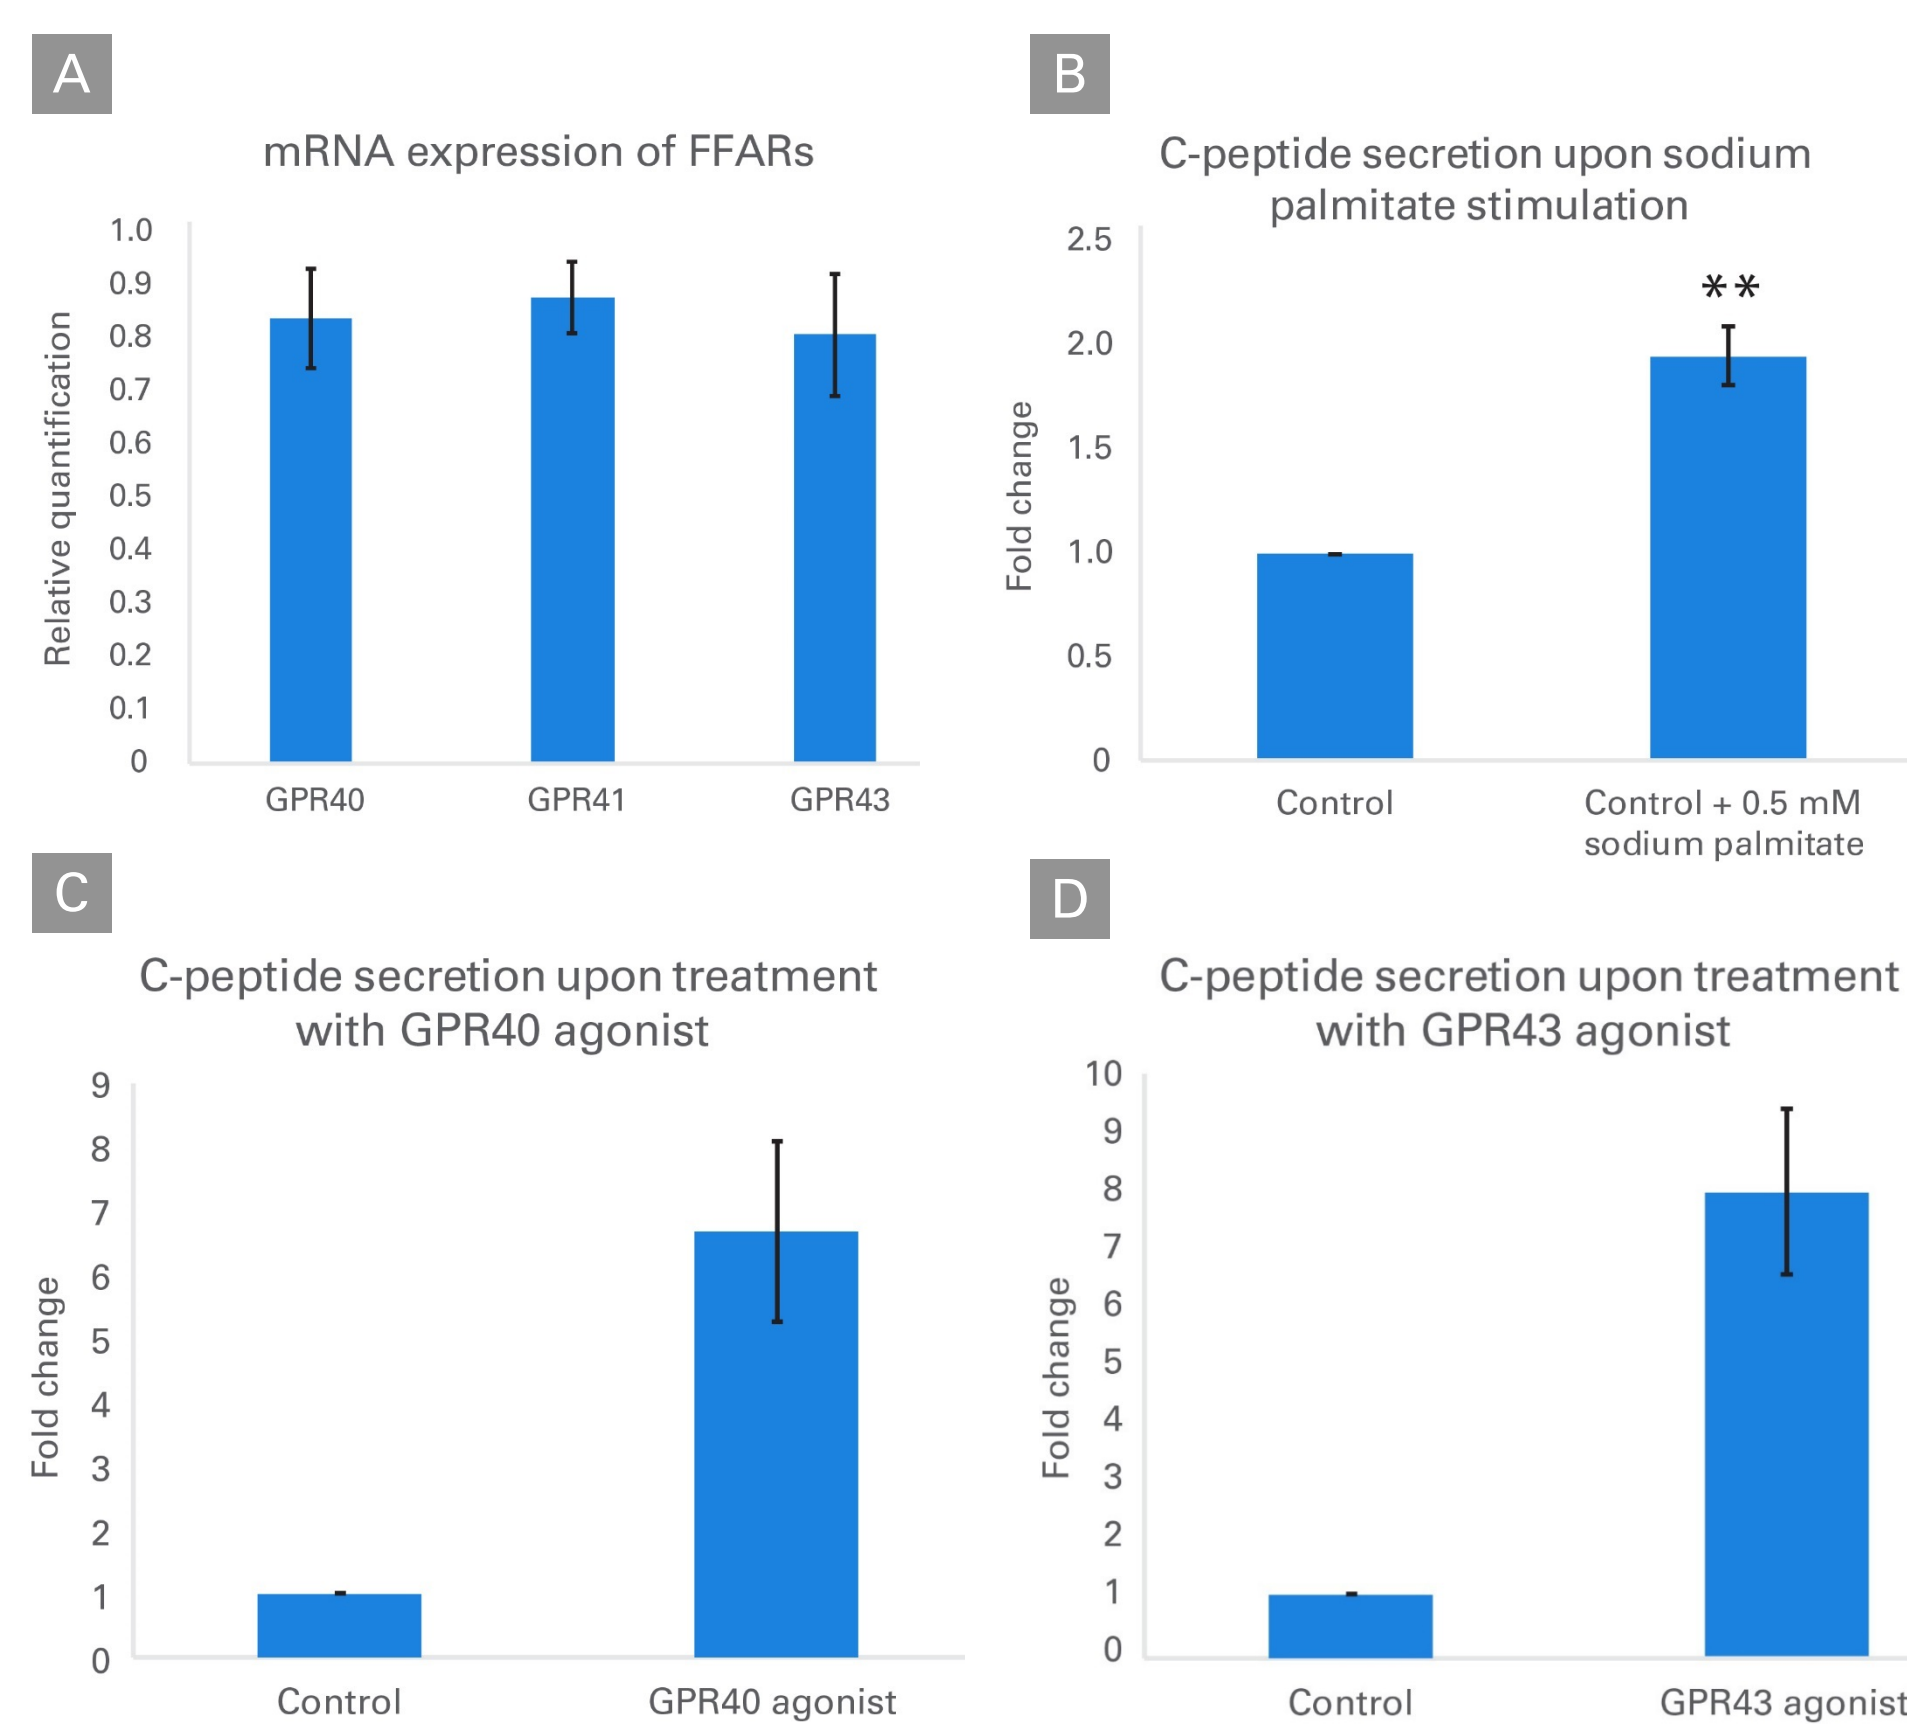 A
mRNA expression of FFARs
Relative quantification
1.0
0.9
0.8
0.7
0.6
0.5
0.4
0.3
0.2
0.1
0
GPR40 GPR41 GPR43
B
C-peptide secretion upon sodium
palmitate stimulation
Fold change
2.5
2.0
1.5
1.0
0.5
0
**
Control Control + 0.5 mM
sodium palmitate
C
C-peptide secretion upon treatment
with GPR40 agonist
Fold change
9
8
7
6
5
4
3
2
1
0
Control GPR40 agonist
D
C-peptide secretion upon treatment
with GPR43 agonist
Fold change
10
9
8
7
6
5
4
3
2
1
0
Control GPR43 agonist